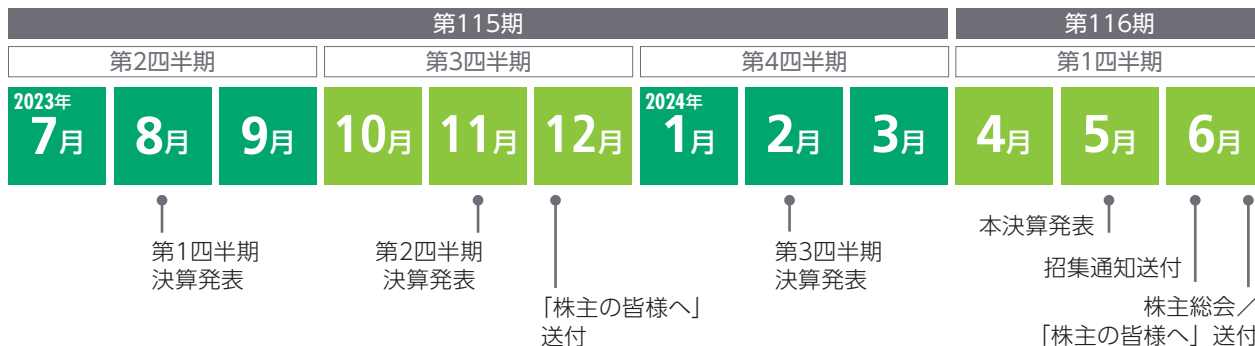 第115期
第116期
第2四半期
第3四半期
第4四半期
第1四半期
2023年
7月
8月
9月
10月
11月
12月
2024年
1月
2月
3月
4月
5月
6月
第1四半期
決算発表
第2四半期
決算発表
「株主の皆様へ」
送付
第3四半期
決算発表
本決算発表
招集通知送付
株主総会／
「株主の皆様へ」送付